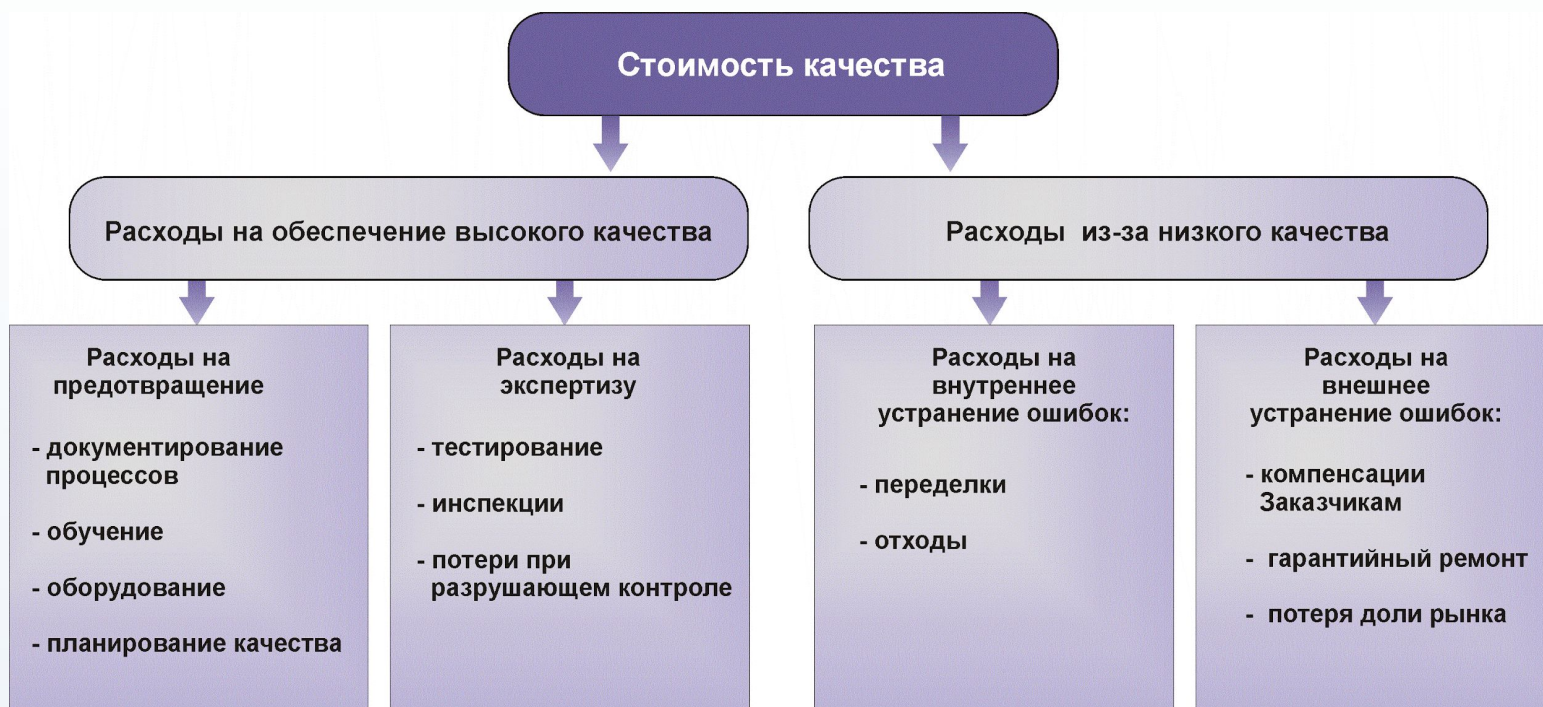 Стоимость качества
Расходы на обеспечение высокого качества
Расходы из-за низкого качества
Расходы на
предотвращение
- документирование
процессов
- обучение
- оборудование
- планирование качества
Расходы на
экспертизу
- тестирование
- инспекции
- потери при
разрушающем контроле
Расходы на
внутреннее
устранение ошибок:
- переделки
- отходы
Расходы на
внешнее
устранение ошибок:
- компенсации
Заказчикам
- гарантийный ремонт
- потеря доли рынка